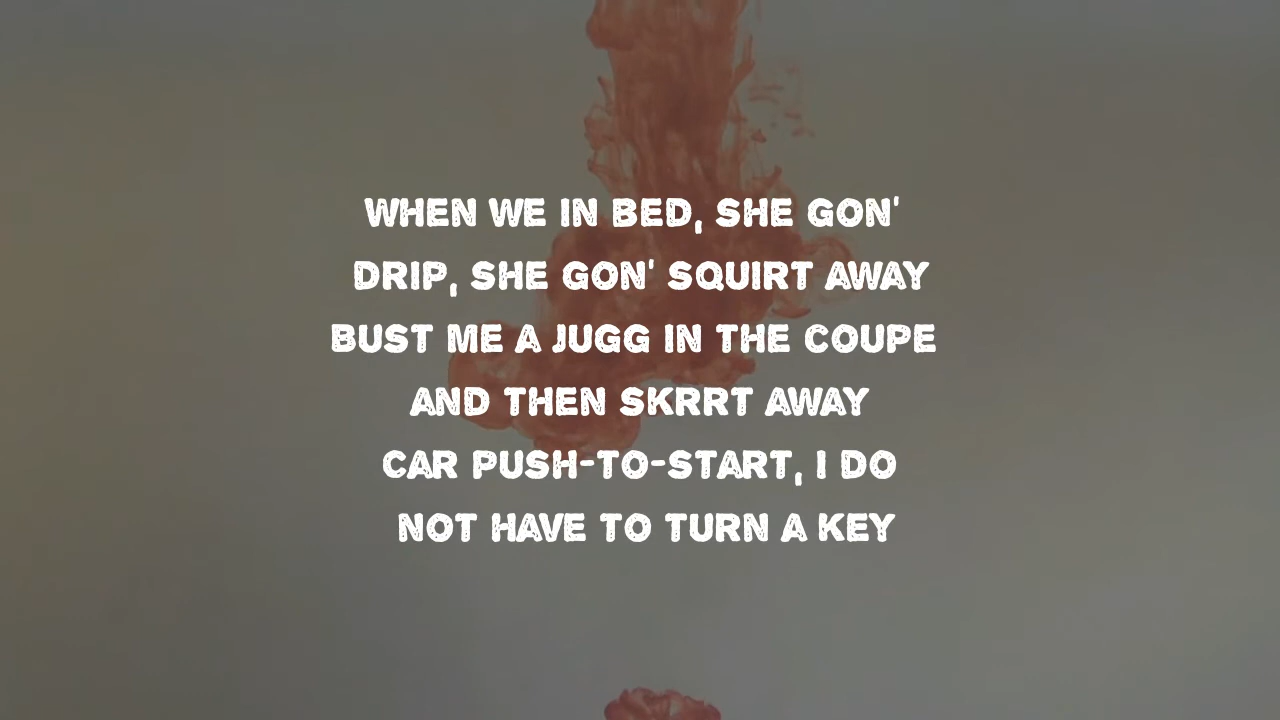 WHEN WE IN BED, SHE GON'
DRIP, SHE GON' SQUIRT AWAY
BUST ME A JUGG IN THE COUPE
AND THEN SKRRT AWAY
CAR PUSH-TO-START, I DO
NOT HAVE TO TURN A KEY